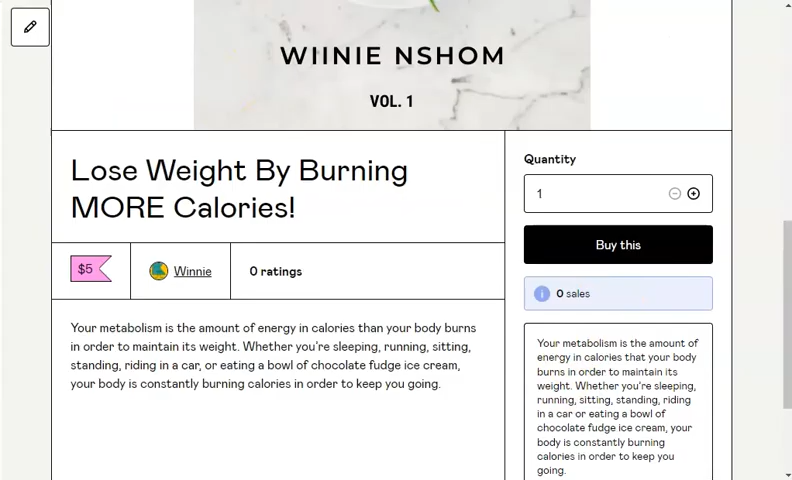 WIINIE NSHOM
VOL. 1
Lose Weight By Burning
MORE Calories!
$5
Winnie
0 ratings
Your metabolism is the amount of energy in calories than your body burns
in order to maintain its weight. Whether you're sleeping, running, sitting,
standing, riding in a car, or eating a bowl of chocolate fudge ice cream,
your body is constantly burning calories in order to keep you going.
Quantity
1
Buy this
0 sales
Your metabolism is the amount of
energy in calories that your body
burns in order to maintain its
weight. Whether you're sleeping,
running, sitting, standing, riding
in a car or eating a bowl of
chocolate fudge ice cream, your
body is constantly burning
calories in order to keep you
going.